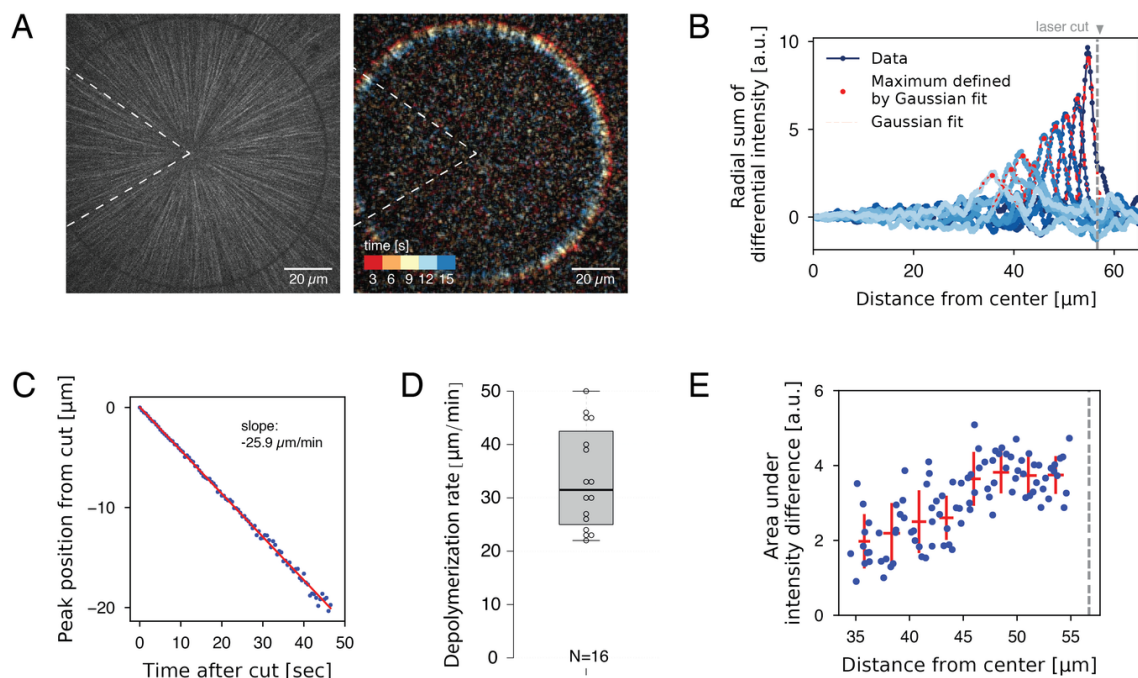 A
time [s]
3 6 9 12 15
20 µm
20 µm
B
laser cut
Radial sum of
differential intensity [a.u.]
10
5
0
Data
Maximum defined
by Gaussian fit
Gaussian fit
0 20 40 60
Distance from center [µm]
C
Peak position from cut [µm]
0
−10
−20
slope:
-25.9 µm/min
0 10 20 30 40 50
Time after cut [sec]
D
Depolymerization rate [µm/min]
50
40
30
20
10
0
N=16
E
Area under
intensity difference [a.u.]
6
4
2
0
35 40 45 50 55
Distance from center [µm]